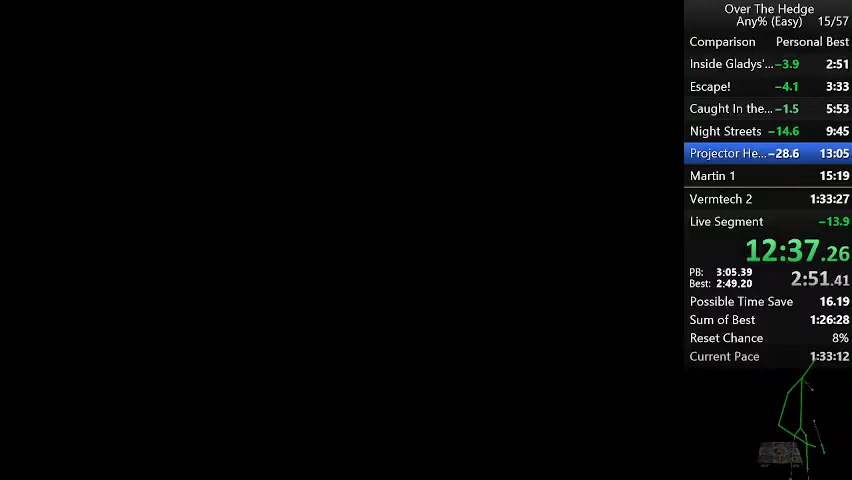 Over The Hedge
Any% (Easy) 15/57
Comparison Personal Best
Inside Gladys'... −3.9 2:51
Escape! −4.1 3:33
Caught In the... −1.5 5:53
Night Streets −14.6 9:45
Projector He... −28.6 13:05
Martin 1 15:19
Vermtech 2 1:33:27
Live Segment −13.9
12:37.26
PB: 3:05.39
Best: 2:49.20
2:51.41
Possible Time Save 16.19
Sum of Best 1:26:28
Reset Chance 8%
Current Pace 1:33:12